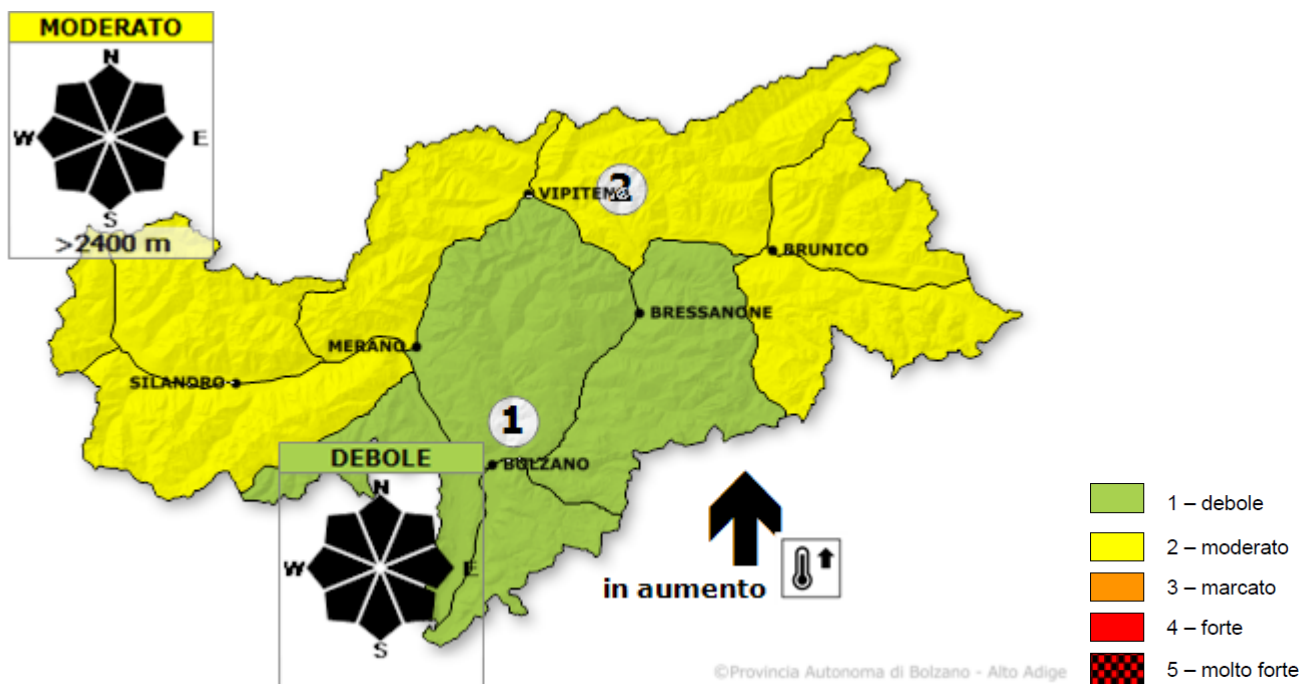 MODERATO
N
W E
S
>2400 m
VIPITENO
2
BRUNICO
BRESSANONE
MERANO
SILANDRO
1
DEBOLE
BOLZANO
N
W E
S
in aumento
1 – debole
2 – moderato
3 – marcato
4 – forte
5 – molto forte
©Provincia Autonoma di Bolzano - Alto Adige